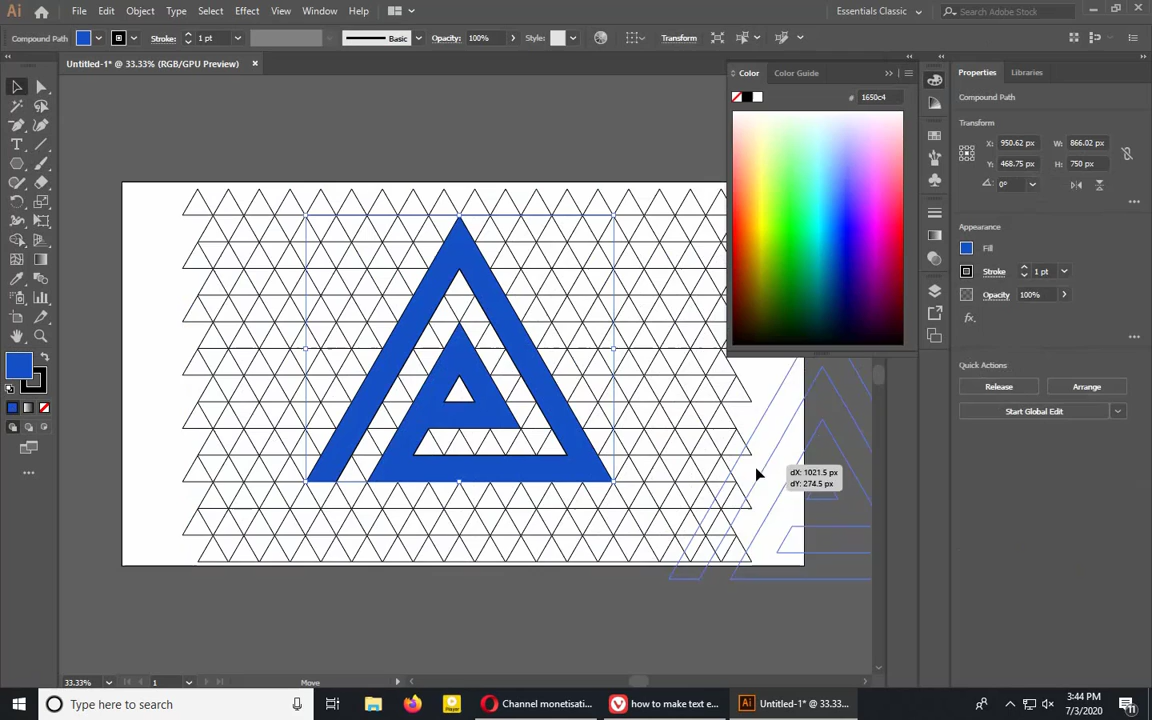 Ai File Edit Object Type Select Effect View Window Help Essentials Classic Search Adobe Stock
Compound Path Stroke: 1 pt Basic Opacity: 100% Style: Transform
Untitled-1* @ 33.33% (RGB/GPU Preview)
Color Color Guide
# 1650c4
Properties Libraries
Compound Path
Transform
X: 950.62 px W: 866.02 px
Y: 468.75 px H: 750 px
0°
Appearance
Fill
Stroke 1 pt
Opacity 100%
fx.
Quick Actions
Release Arrange
Start Global Edit
dX: 1021.5 px
dY: 274.5 px
33.33% 1 Move
Type here to search
Channel monetisati...
how to make text e...
Ai Untitled-1* @ 33.33...
3:44 PM
7/3/2020
11